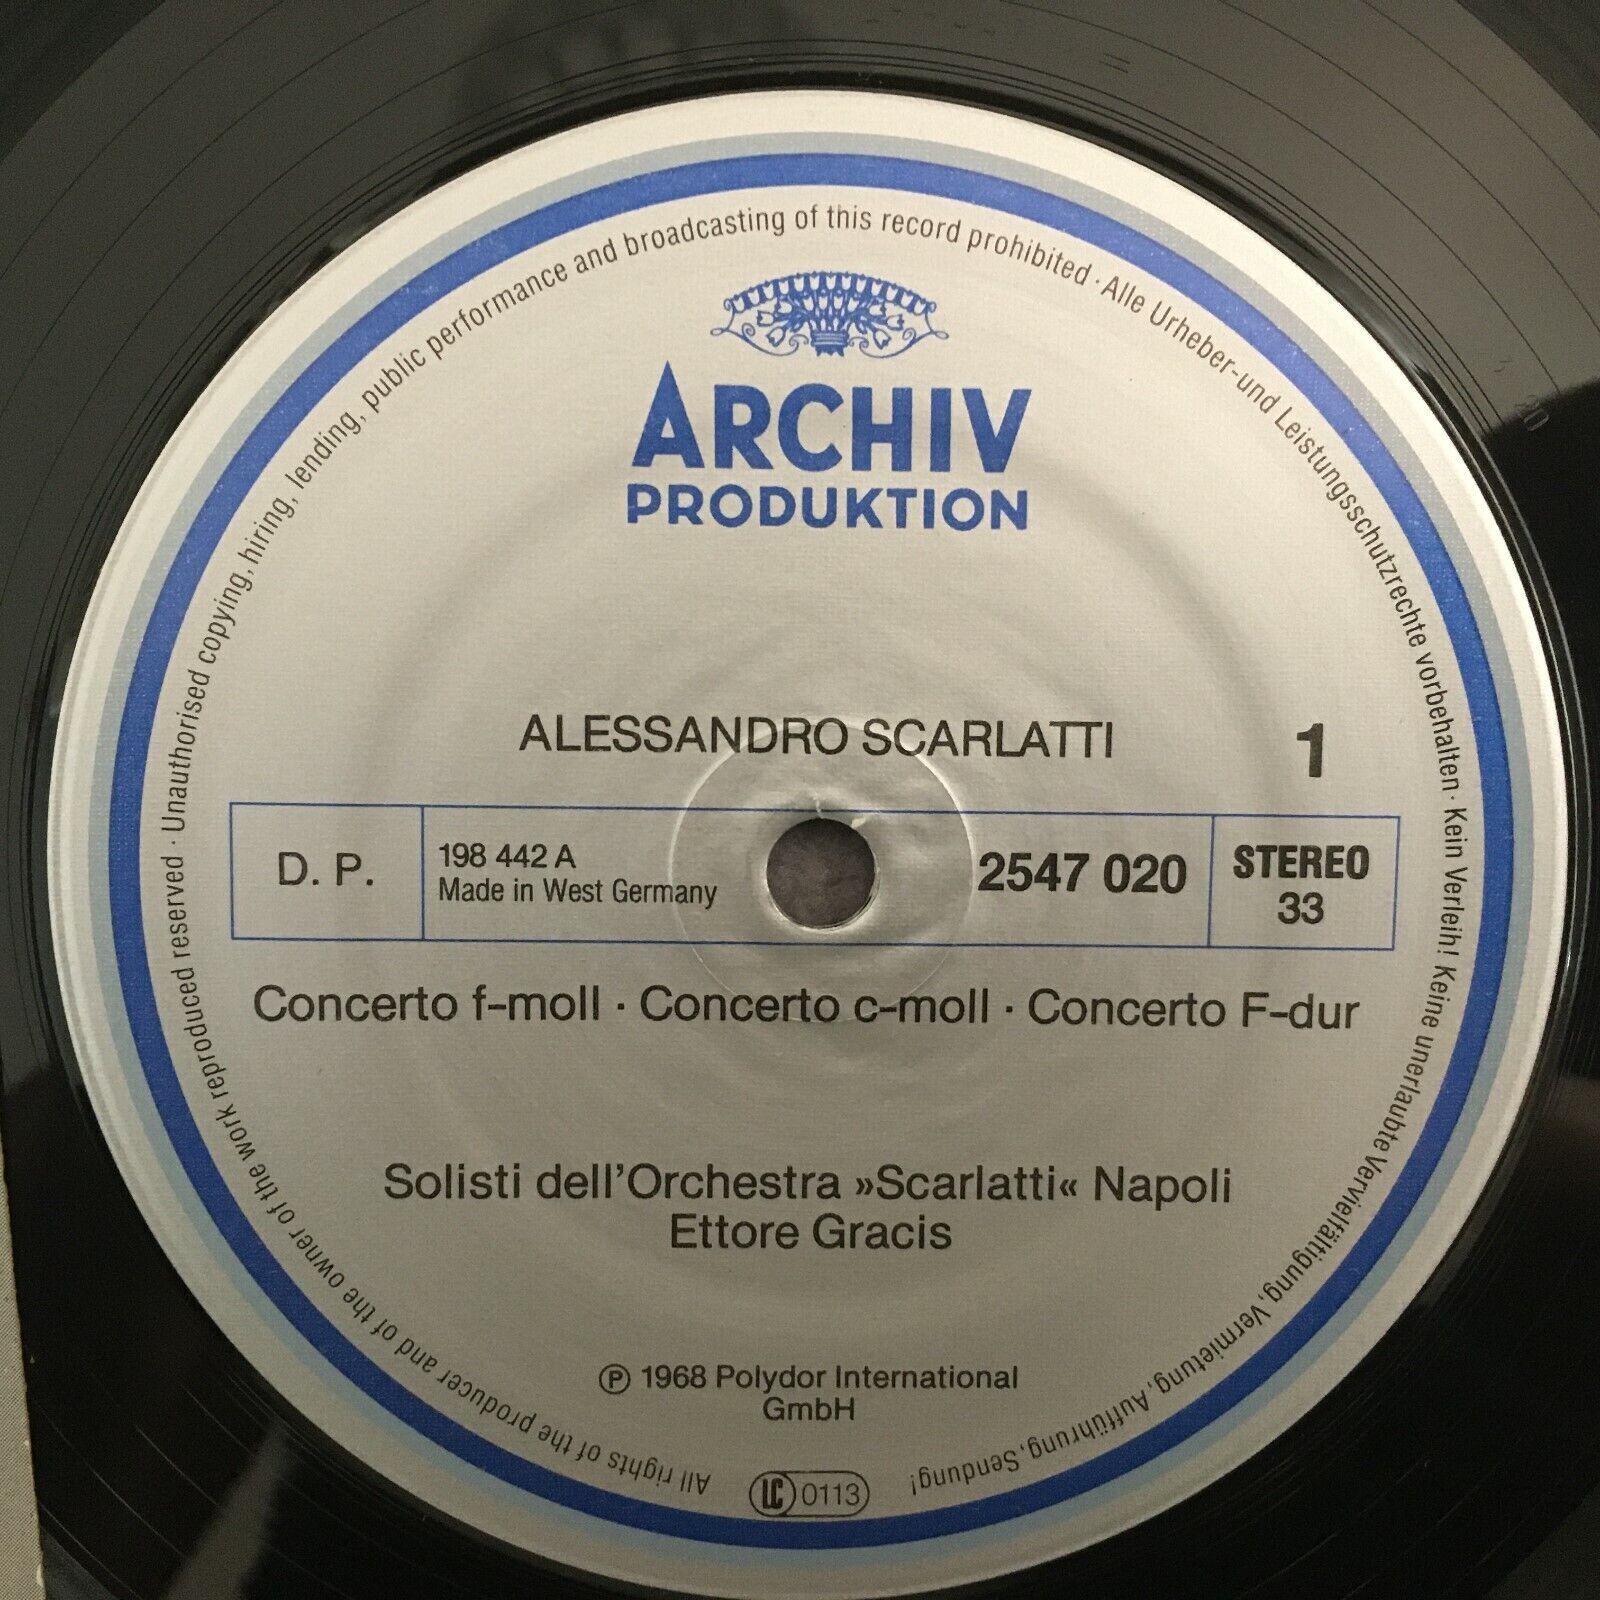 All rights of the producer and of the owner of the work reproduced reserved · Unauthorised copying, hiring, lending, public performance and broadcasting of this record prohibited · Alle Urheber-und Leistungsschutzrechte vorbehalten · Kein Verleih! Keine unerlaubte Vervielfältigung, Vermietung, Aufführung, Sendung!
ARCHIV
PRODUKTION
ALESSANDRO SCARLATTI
1
D. P.
198 442 A
Made in West Germany
2547 020
STEREO
33
Concerto f-moll · Concerto c-moll · Concerto F-dur
Solisti dell'Orchestra »Scarlatti« Napoli
Ettore Gracis
℗ 1968 Polydor International
GmbH
LC 0113